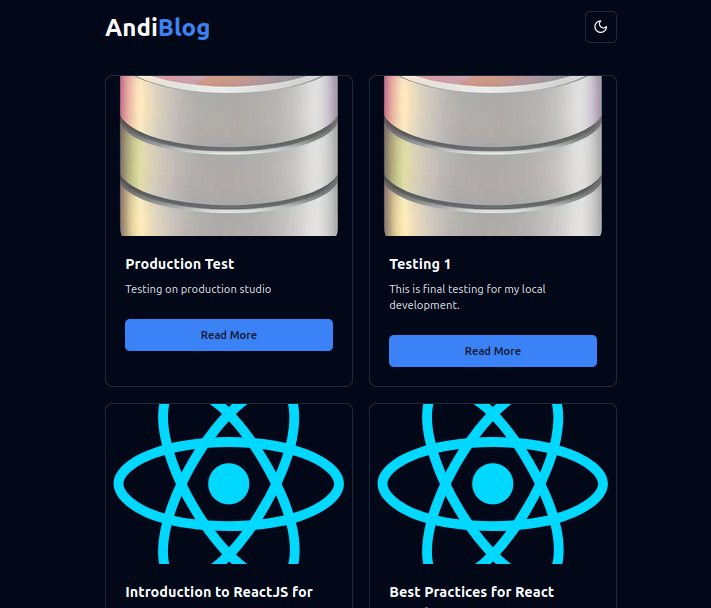 AndiBlog
Production Test
Testing on production studio
Read More
Testing 1
This is final testing for my local
development.
Read More
Introduction to ReactJS for
Best Practices for React